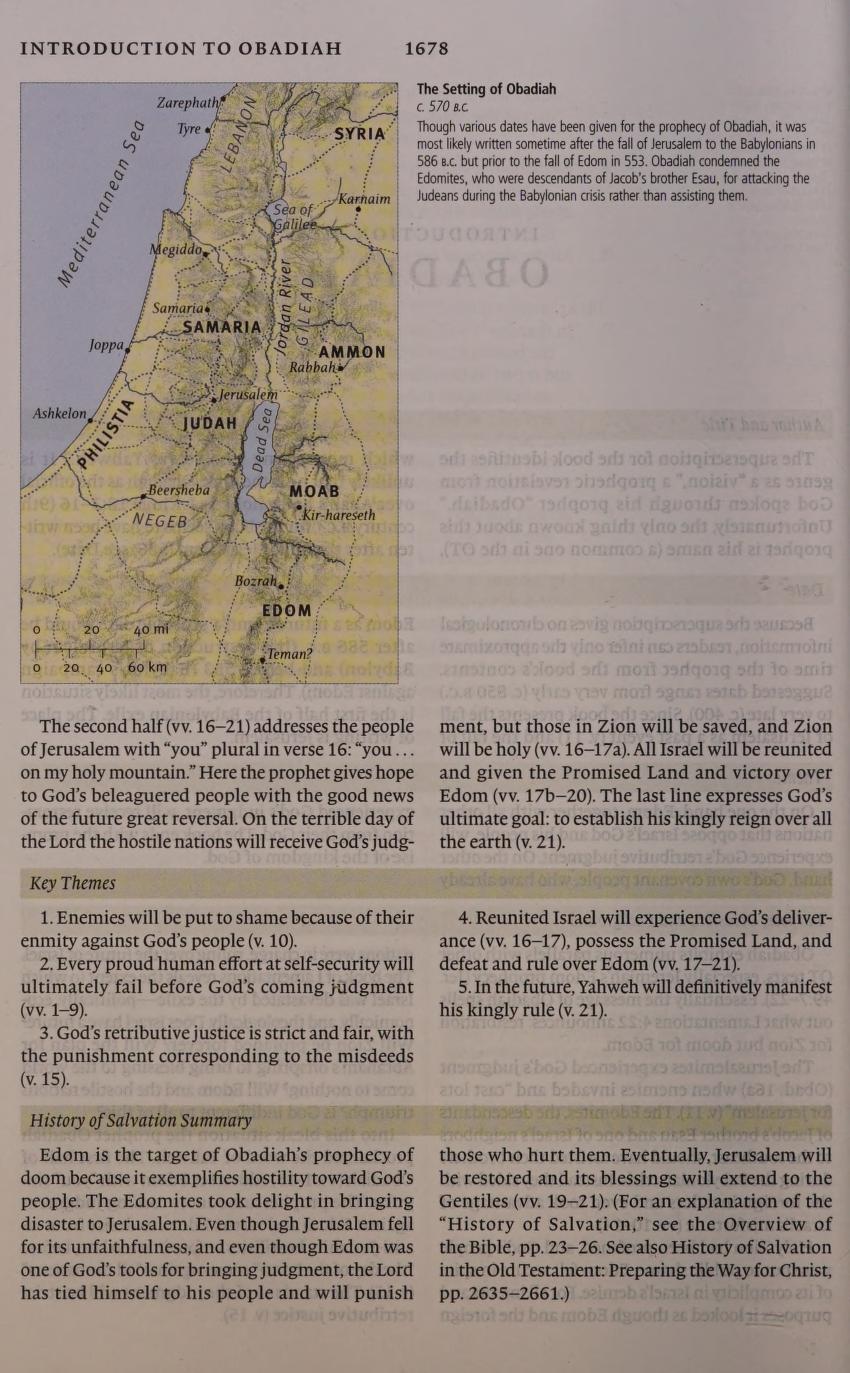 INTRODUCTION TO OBADIAH 1678
Zarephath
Tyre
LEBANON
SYRIA
Mediterranean Sea
Karnaim
Sea of
Galilee
Megiddo
Jordan River
GILEAD
Samaria
SAMARIA
Joppa
AMMON
Rabbah
Jerusalem
Ashkelon
PHILISTIA
JUDAH
Dead Sea
Beersheba
MOAB
NEGEB
Kir-hareseth
Bozrah
EDOM
0 20 40 mi
Teman?
0 20 40 60 km
The Setting of Obadiah
c. 570 B.C.
Though various dates have been given for the prophecy of Obadiah, it was
most likely written sometime after the fall of Jerusalem to the Babylonians in
586 B.C. but prior to the fall of Edom in 553. Obadiah condemned the
Edomites, who were descendants of Jacob's brother Esau, for attacking the
Judeans during the Babylonian crisis rather than assisting them.
The second half (vv. 16–21) addresses the people
of Jerusalem with “you” plural in verse 16: “you . . .
on my holy mountain.” Here the prophet gives hope
to God’s beleaguered people with the good news
of the future great reversal. On the terrible day of
the Lord the hostile nations will receive God’s judg-
ment, but those in Zion will be saved, and Zion
will be holy (vv. 16–17a). All Israel will be reunited
and given the Promised Land and victory over
Edom (vv. 17b–20). The last line expresses God’s
ultimate goal: to establish his kingly reign over all
the earth (v. 21).
Key Themes
1. Enemies will be put to shame because of their
enmity against God’s people (v. 10).
2. Every proud human effort at self-security will
ultimately fail before God’s coming judgment
(vv. 1–9).
3. God’s retributive justice is strict and fair, with
the punishment corresponding to the misdeeds
(v. 15).
4. Reunited Israel will experience God’s deliver-
ance (vv. 16–17), possess the Promised Land, and
defeat and rule over Edom (vv. 17–21).
5. In the future, Yahweh will definitively manifest
his kingly rule (v. 21).
History of Salvation Summary
Edom is the target of Obadiah’s prophecy of
doom because it exemplifies hostility toward God’s
people. The Edomites took delight in bringing
disaster to Jerusalem. Even though Jerusalem fell
for its unfaithfulness, and even though Edom was
one of God’s tools for bringing judgment, the Lord
has tied himself to his people and will punish
those who hurt them. Eventually, Jerusalem will
be restored and its blessings will extend to the
Gentiles (vv. 19–21). (For an explanation of the
“History of Salvation,” see the Overview of
the Bible, pp. 23–26. See also History of Salvation
in the Old Testament: Preparing the Way for Christ,
pp. 2635–2661.)